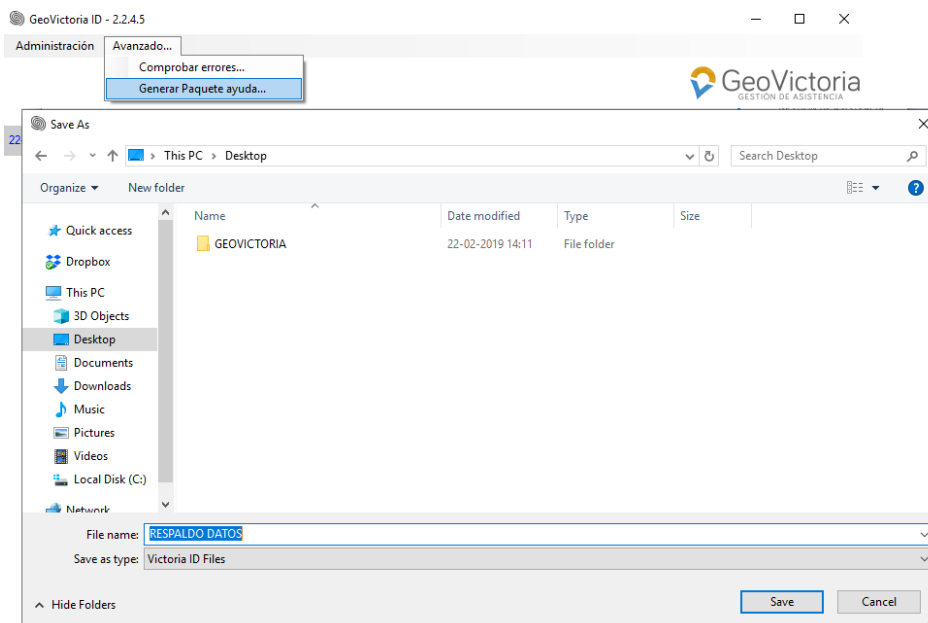 GeoVictoria ID - 2.2.4.5
Administración Avanzado...
Comprobar errores...
Generar Paquete ayuda...
GeoVictoria
GESTIÓN DE ASISTENCIA
Save As
22
This PC > Desktop
Search Desktop
Organize New folder
Name Date modified Type Size
GEOVICTORIA 22-02-2019 14:11 File folder
Quick access
Dropbox
This PC
3D Objects
Desktop
Documents
Downloads
Music
Pictures
Videos
Local Disk (C:)
Network
File name: RESPALDO DATOS
Save as type: Victoria ID Files
Hide Folders
Save Cancel